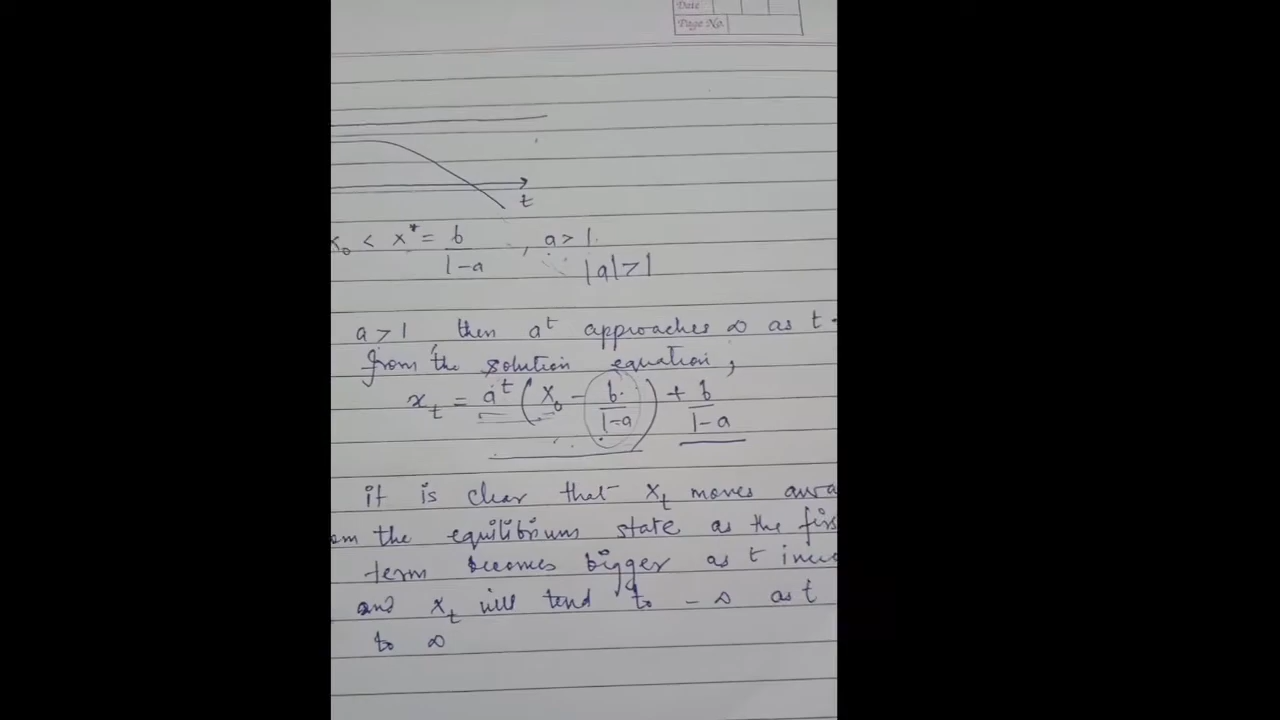 Date
Page No.
t
x₀ < x* = b/1-a , a > 1.
|a| > 1
a > 1, then aᵗ approaches ∞ as t
from the solution equation,
xₜ = aᵗ (x₀ - b/1-a) + b/1-a
it is clear that xₜ moves awa
om the equilibrium state as the firs
term becomes bigger as t incre
and xₜ will tend to -∞ as t
to ∞